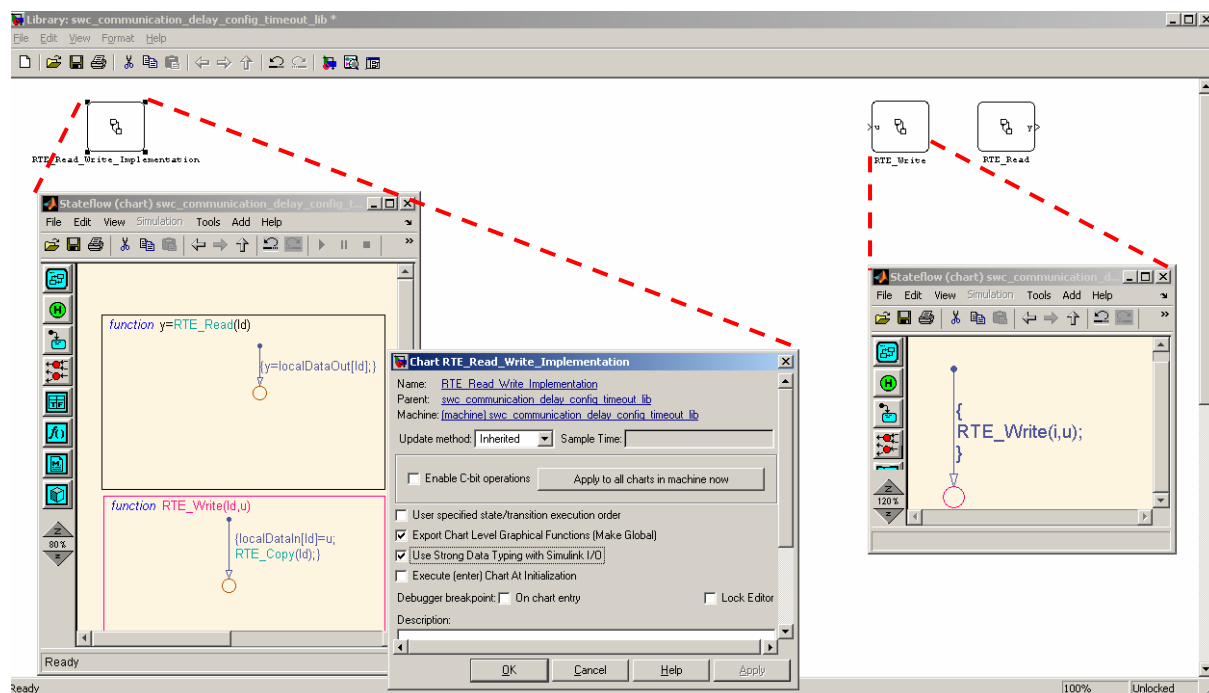 Library: swc_communication_delay_config_timeout_lib *
File Edit View Format Help
RTE_Read_Write_Implementation
u
RTE_Write
y
RTE_Read
Stateflow (chart) swc_communication_delay_config_t...
File Edit View Simulation Tools Add Help
»
function y=RTE_Read(Id)
{y=localDataOut[Id];}
function RTE_Write(Id,u)
{localDataIn[Id]=u;
RTE_Copy(Id);}
H
80%
Ready
Chart RTE_Read_Write_Implementation
Name: RTE_Read_Write_Implementation
Parent: swc_communication_delay_config_timeout_lib
Machine: (machine) swc_communication_delay_config_timeout_lib
Update method: Inherited Sample Time:
Enable C-bit operations Apply to all charts in machine now
User specified state/transition execution order
Export Chart Level Graphical Functions (Make Global)
Use Strong Data Typing with Simulink I/O
Execute (enter) Chart At Initialization
Debugger breakpoint: On chart entry Lock Editor
Description:
OK Cancel Help Apply
Stateflow (chart) swc_communication_d...
File Edit View Simulation Tools Add Help
»
H
{
RTE_Write(i,u);
}
120%
Ready 100% Unlocked